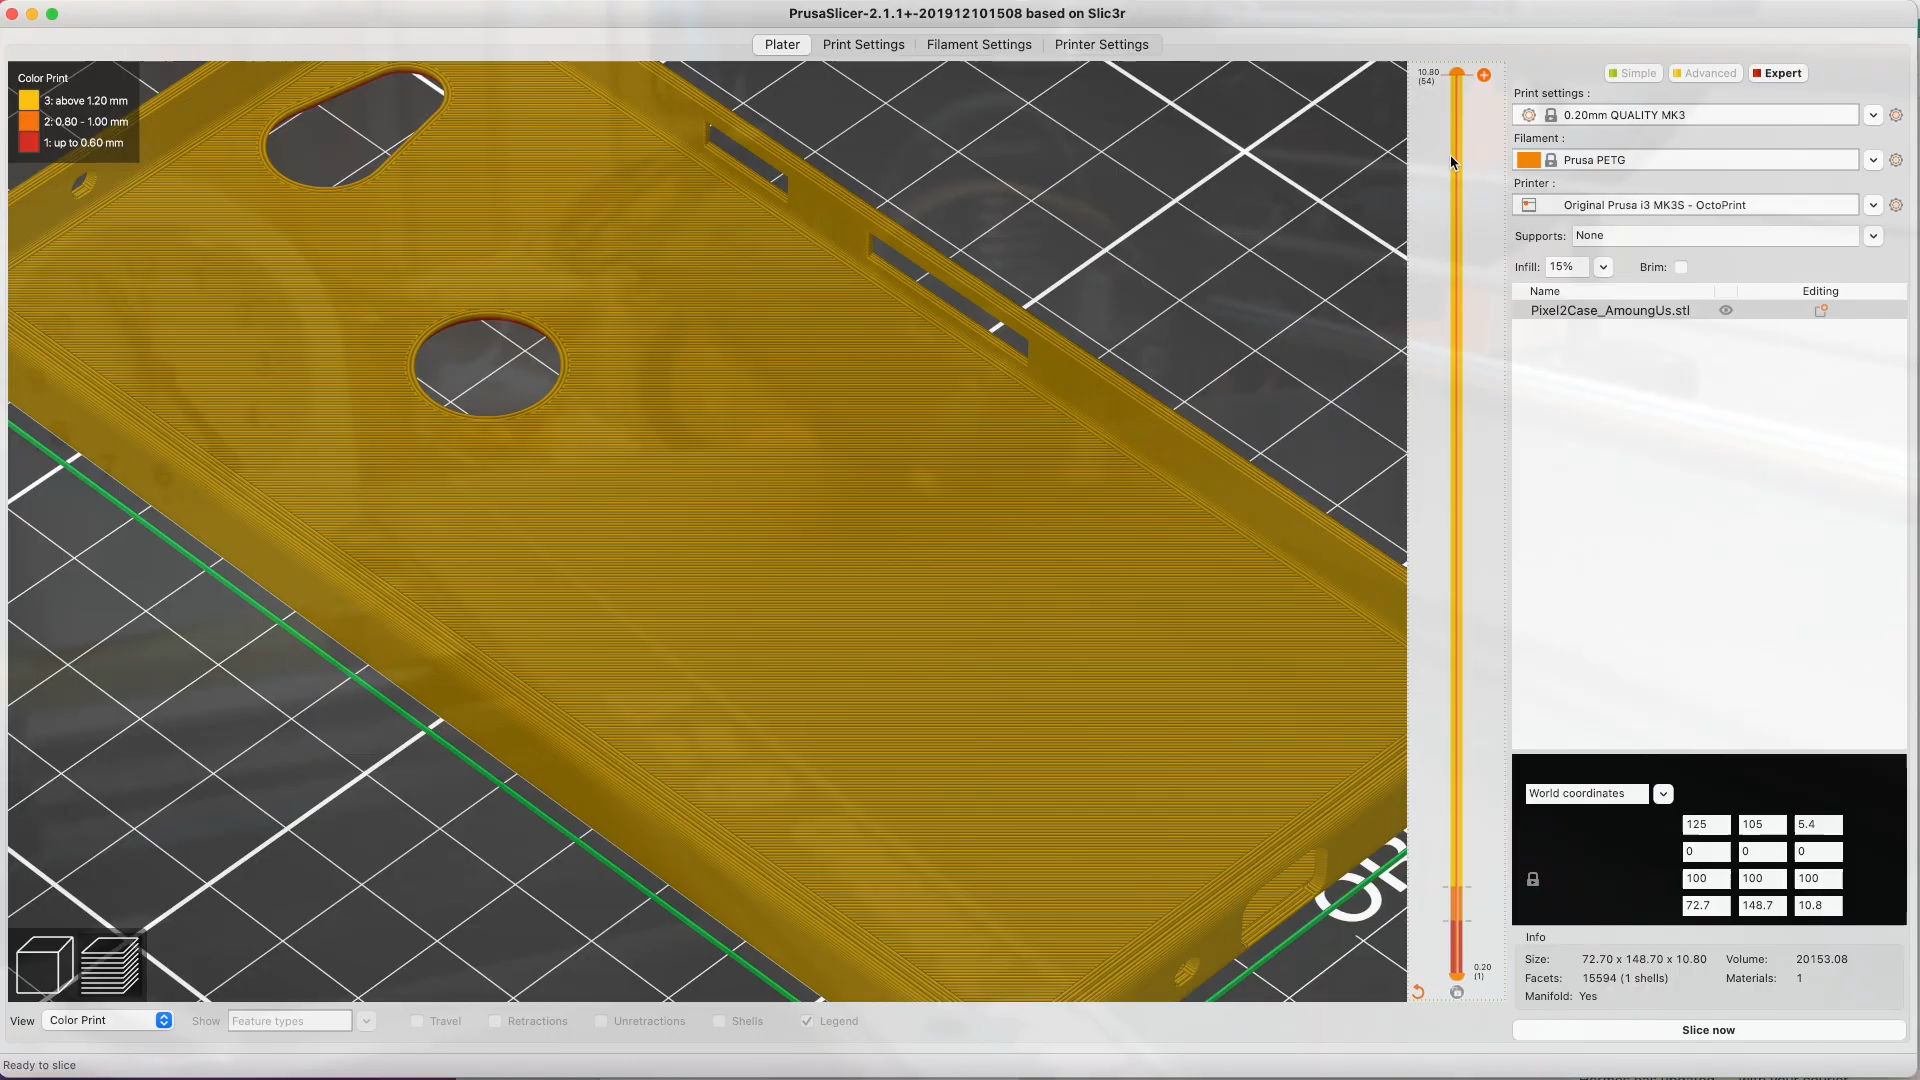 PrusaSlicer-2.1.1+-201912101508 based on Slic3r
Plater Print Settings Filament Settings Printer Settings
Color Print
3: above 1.20 mm
2: 0.80 - 1.00 mm
1: up to 0.60 mm
10.80
(54)
Simple Advanced Expert
Print settings :
0.20mm QUALITY MK3
Filament :
Prusa PETG
Printer :
Original Prusa i3 MK3S - OctoPrint
Supports: None
Infill: 15% Brim:
Name Editing
Pixel2Case_AmoungUs.stl
World coordinates
125 105 5.4
0 0 0
100 100 100
72.7 148.7 10.8
0.20
(1)
Info
Size: 72.70 x 148.70 x 10.80 Volume: 20153.08
Facets: 15594 (1 shells) Materials: 1
Manifold: Yes
View Color Print Show Feature types Travel Retractions Unretractions Shells Legend
Slice now
Ready to slice